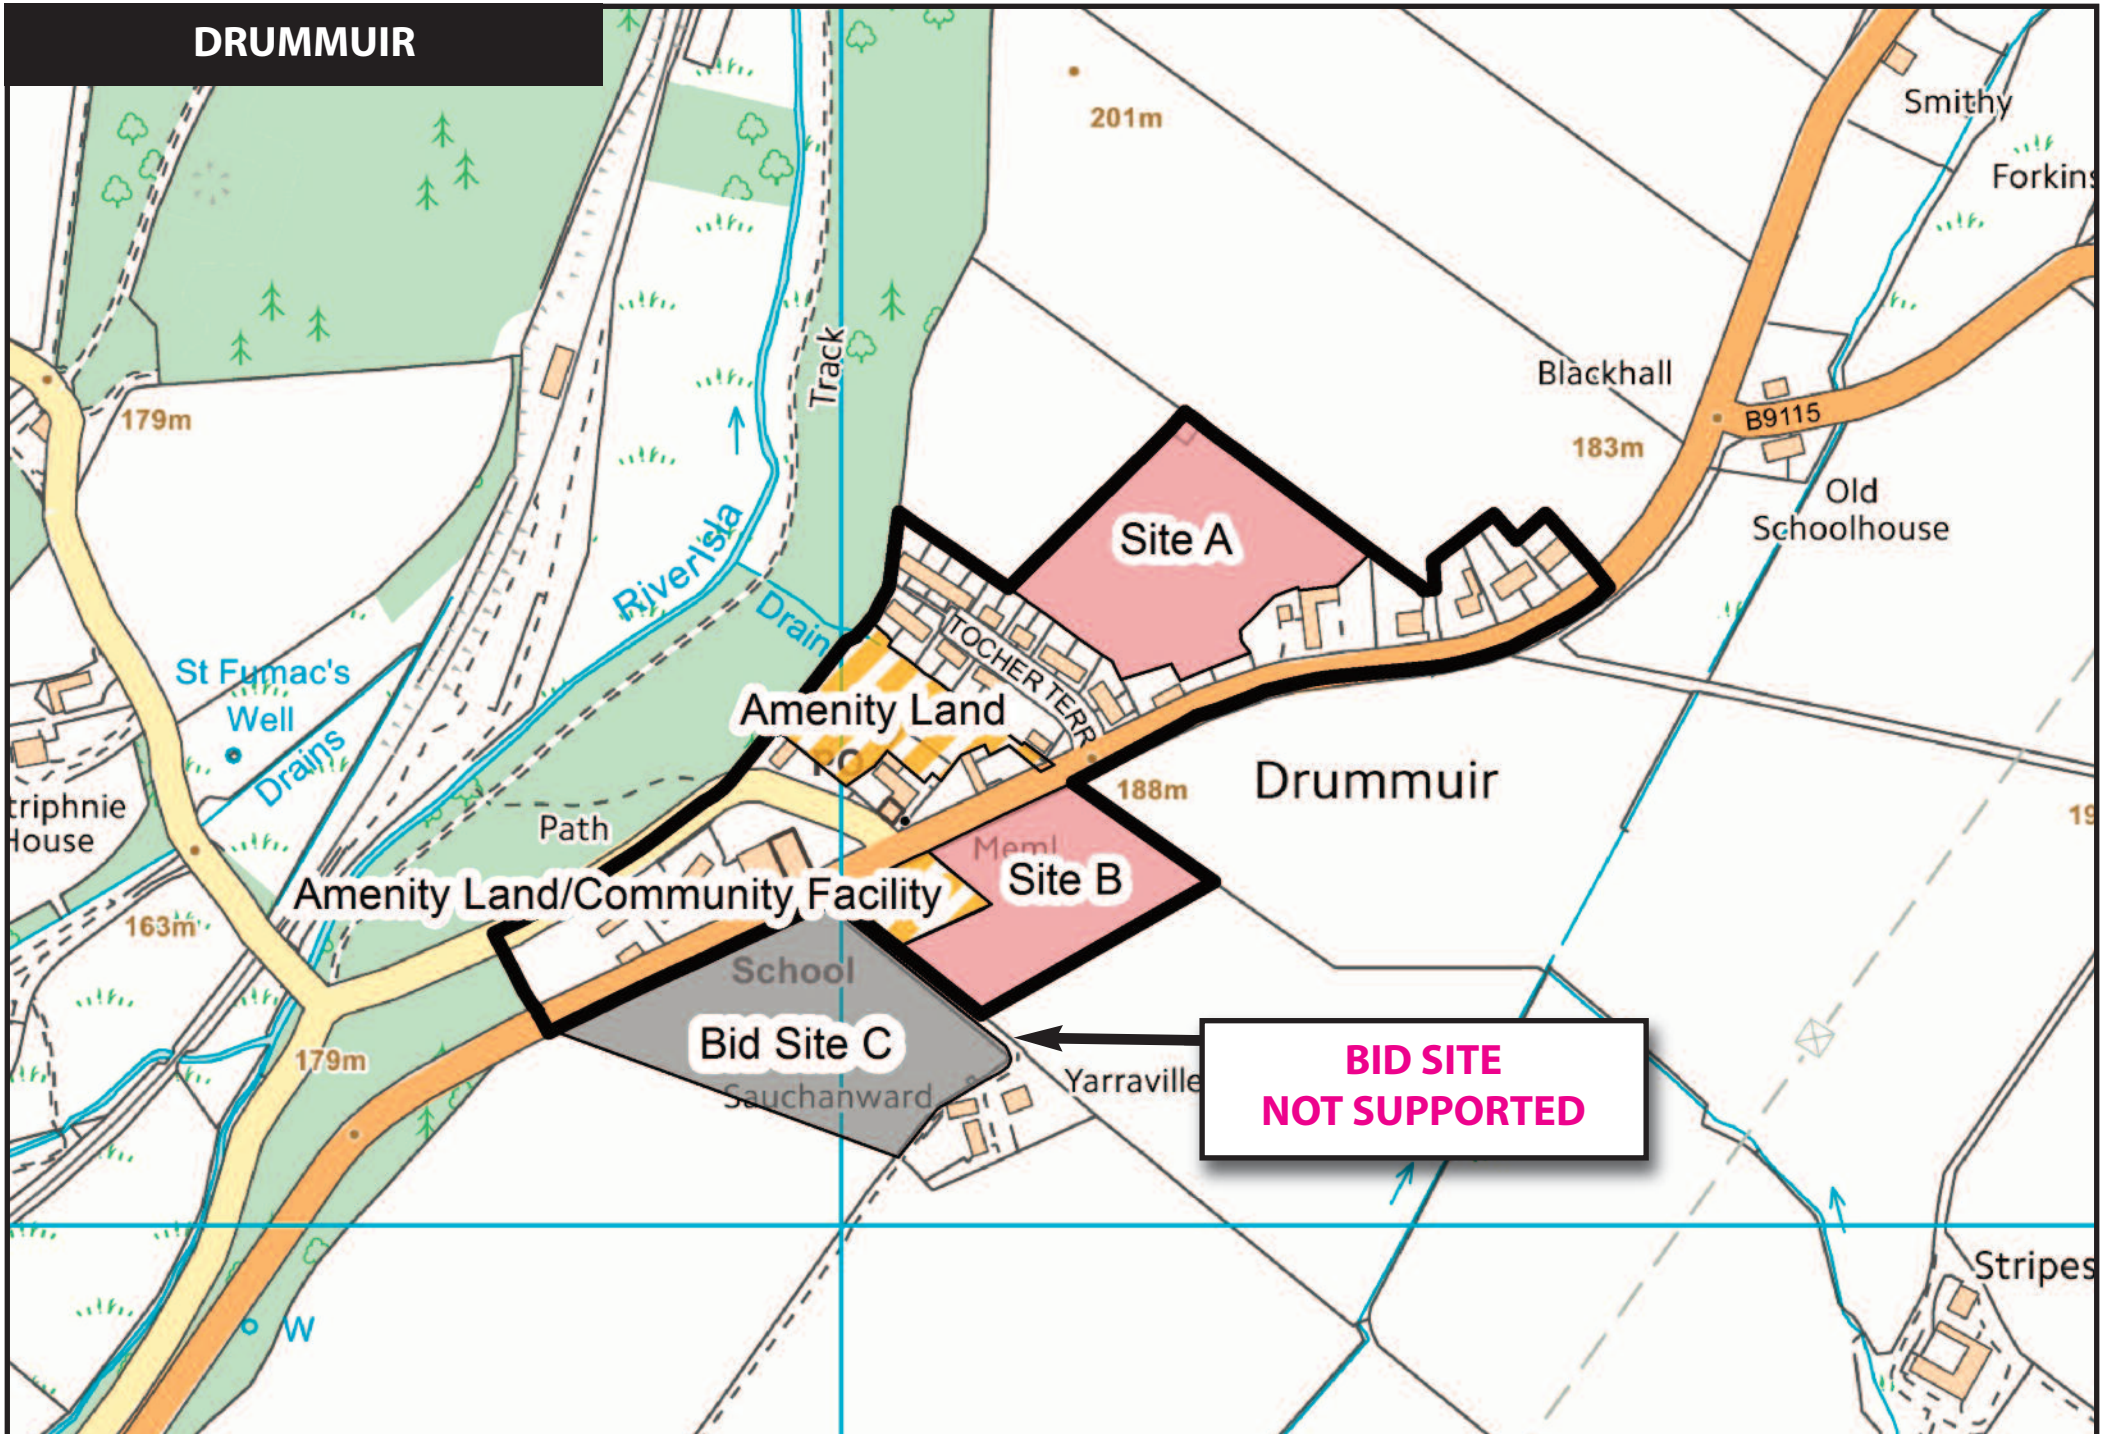 DRUMMUIR
201m
Smithy
Track
Blackhall
179m
B9115
183m
Site A
Old
Schoolhouse
River Isla
Drain
TOCHER TERR
St Fumac's
Well
Drains
Amenity Land
PO
188m
Drummuir
House
Path
Meml
Site B
Amenity Land/Community Facility
163m
School
Bid Site C
179m
Sauchanward
Yarraville
BID SITE
NOT SUPPORTED
Stripes
W